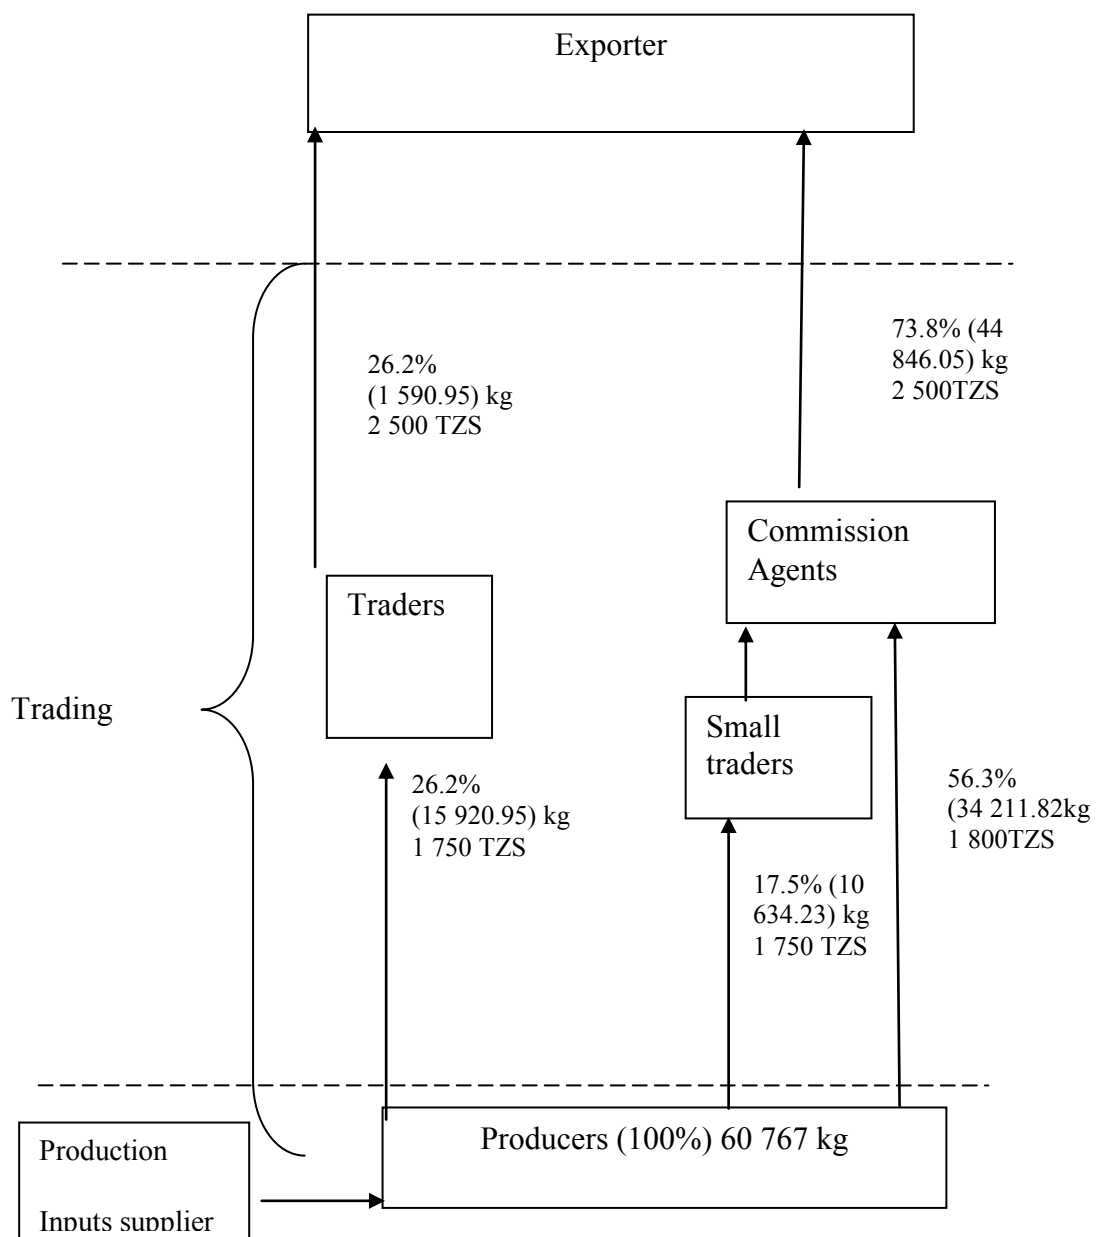 Exporter
73.8% (44
846.05) kg
2 500TZS
26.2%
(1 590.95) kg
2 500 TZS
Commission
Agents
Traders
Trading
Small
traders
26.2%
(15 920.95) kg
1 750 TZS
56.3%
(34 211.82kg
1 800TZS
17.5% (10
634.23) kg
1 750 TZS
Producers (100%) 60 767 kg
Production
Inputs supplier